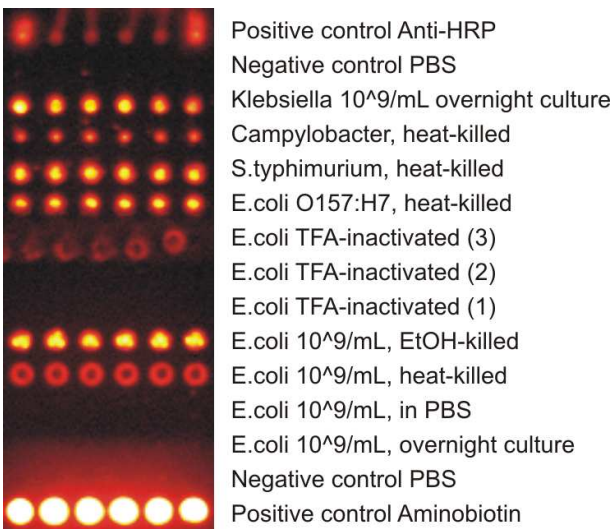 Positive control Anti-HRP
Negative control PBS
Klebsiella 10^9/mL overnight culture
Campylobacter, heat-killed
S.typhimurium, heat-killed
E.coli O157:H7, heat-killed
E.coli TFA-inactivated (3)
E.coli TFA-inactivated (2)
E.coli TFA-inactivated (1)
E.coli 10^9/mL, EtOH-killed
E.coli 10^9/mL, heat-killed
E.coli 10^9/mL, in PBS
E.coli 10^9/mL, overnight culture
Negative control PBS
Positive control Aminobiotin